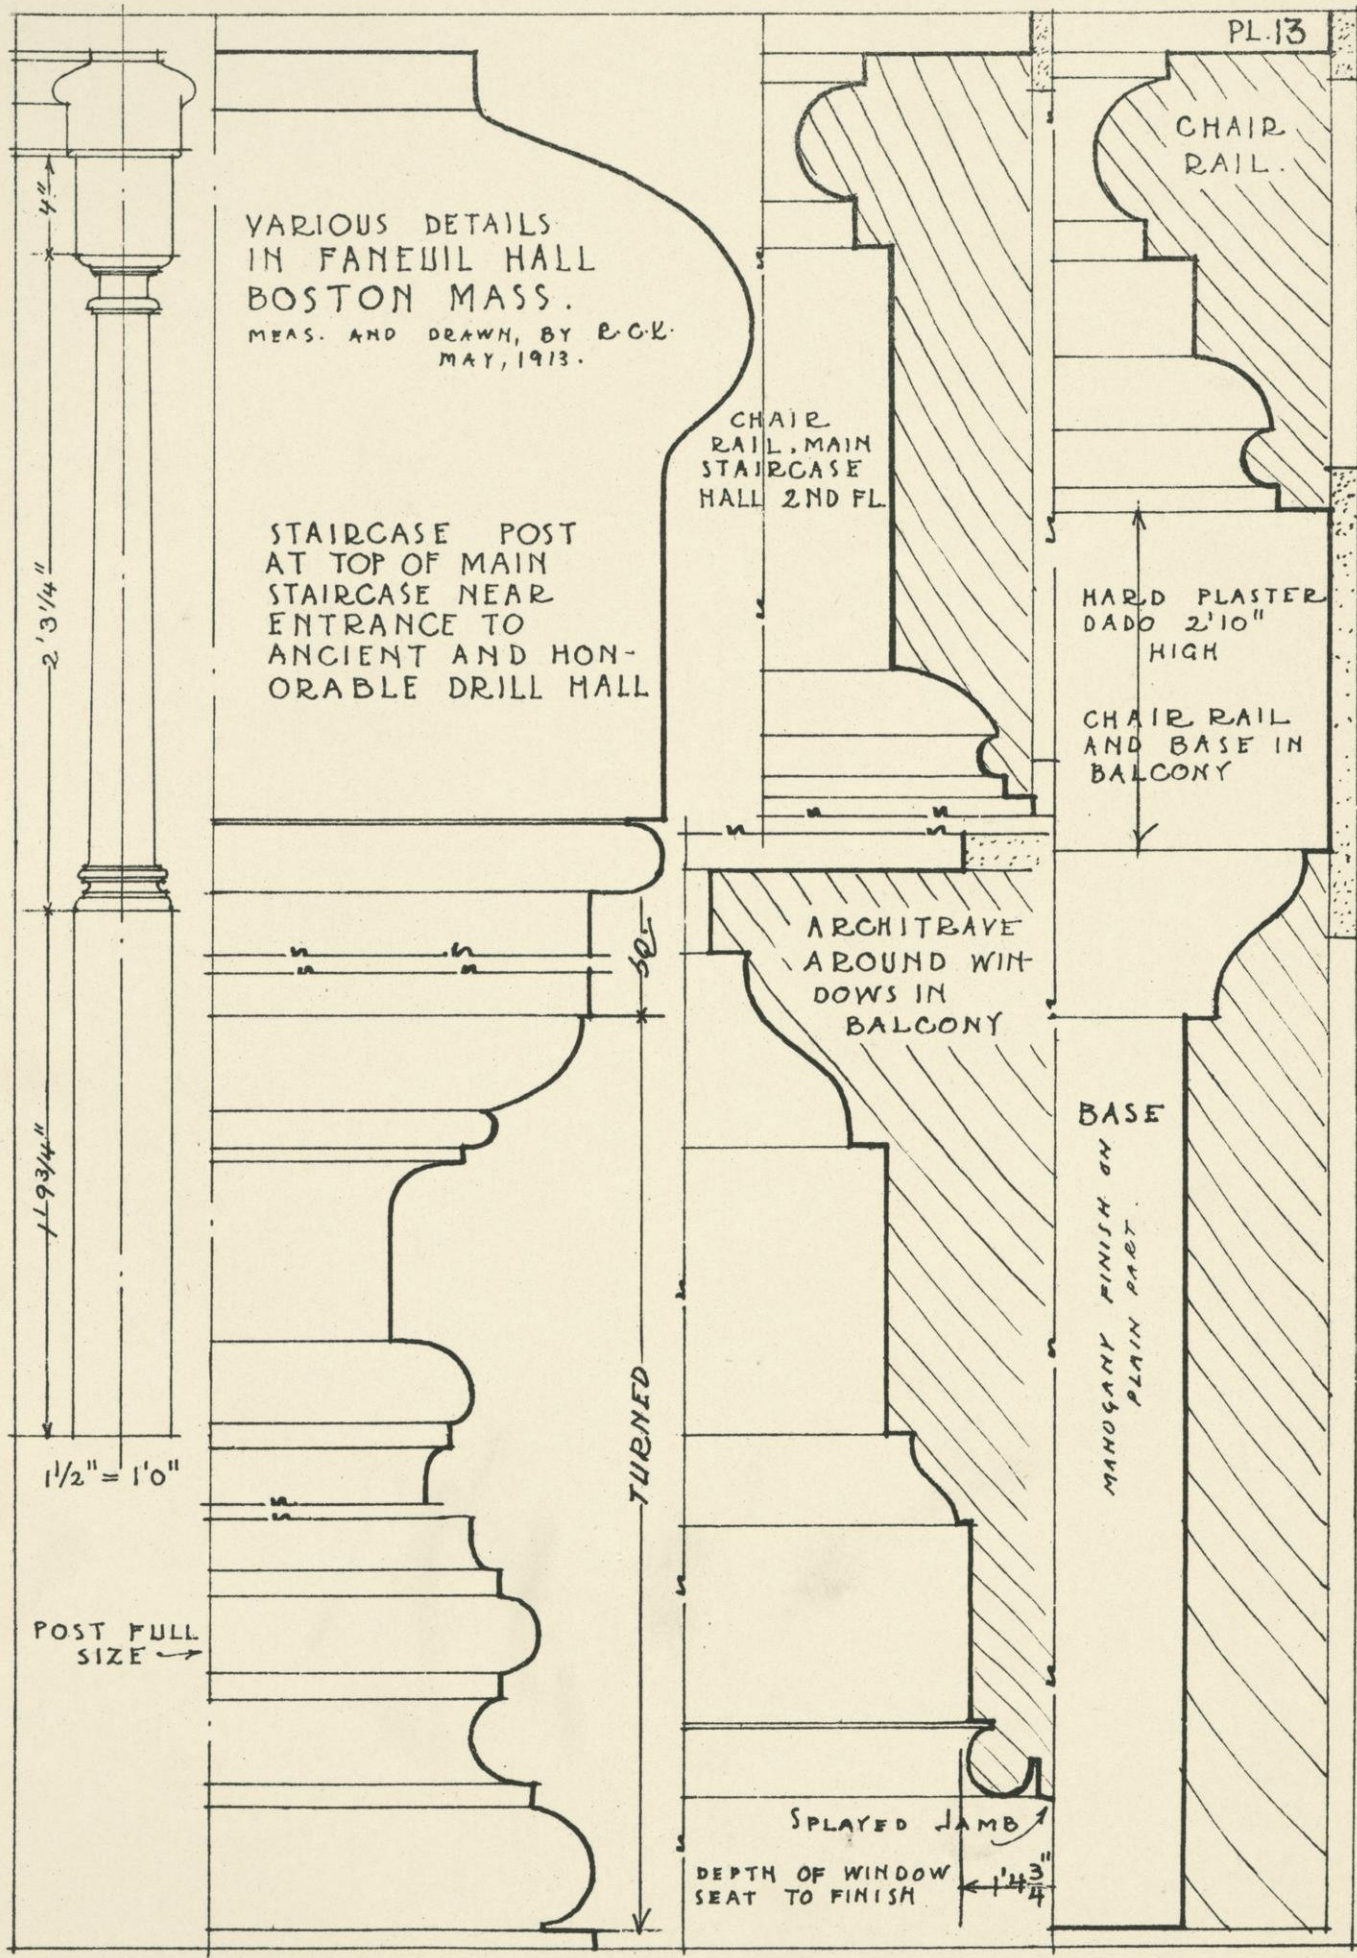 PL.13
VARIOUS DETAILS
IN FANEUIL HALL
BOSTON MASS.
MEAS. AND DRAWN, BY R.C.K.
MAY, 1913.
STAIRCASE POST
AT TOP OF MAIN
STAIRCASE NEAR
ENTRANCE TO
ANCIENT AND HON-
ORABLE DRILL HALL
4"
2'3 1/4"
1'-9 3/4"
1 1/2" = 1'0"
POST FULL
SIZE
SQ.
TURNED
CHAIR
RAIL. MAIN
STAIRCASE
HALL 2ND FL
CHAIR
RAIL.
HARD PLASTER
DADO 2'10"
HIGH
CHAIR RAIL
AND BASE IN
BALCONY
ARCHITRAVE
AROUND WIN-
DOWS IN
BALCONY
BASE
MAHOGANY FINISH ON
PLAIN PART.
SPLAYED JAMB
DEPTH OF WINDOW
SEAT TO FINISH
1'4 3/4"